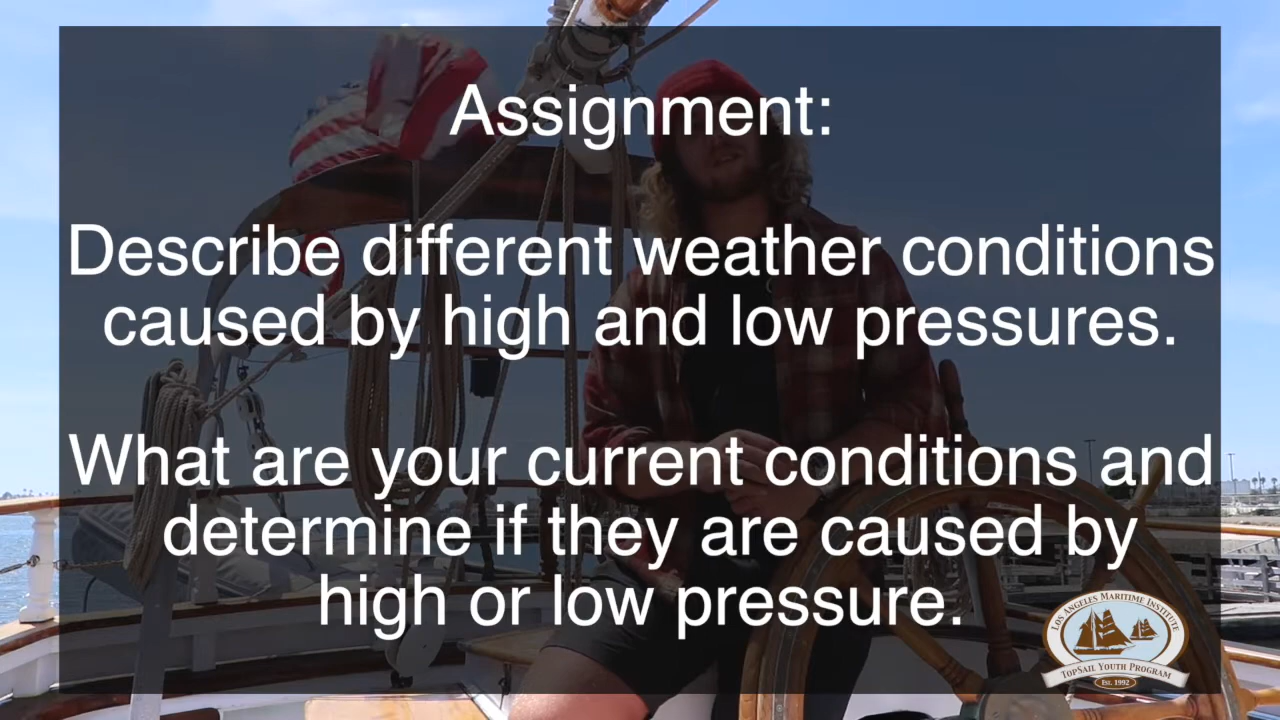 Assignment:
Describe different weather conditions
caused by high and low pressures.
What are your current conditions and
determine if they are caused by
high or low pressure.
LOS ANGELES MARITIME INSTITUTE
TOPSAIL YOUTH PROGRAM
EST. 1992